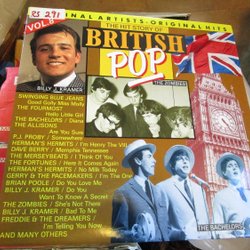 25 291
INAL ARTISTS·ORIGINAL HITS
VOL
THE HIT STORY OF
BRITISH
POP
BILLY J. KRAMER
THE ZOMBIES
SWINGING BLUE JEANS
Good Golly Miss Molly
THE FOURMOST
Hello Little Girl
THE BACHELORS / Diane
THE ALLISONS
Are You Sure
P.J. PROBY / Somewhere
HERMAN'S HERMITS / I'm Henry The VIII
DAVE BERRY / Memphis Tennessee
THE MERSEYBEATS / I Think Of You
THE FORTUNES / Here It Comes Again
HERMAN'S HERMITS / No Milk Today
GERRY & THE PACEMAKERS / I'm The One
BRIAN POOLE / Do You Love Me
BILLY J. KRAMER / Do You
Want To Know A Secret
THE ZOMBIES / She's Not There
BILLY J. KRAMER / Bad To Me
FREDDIE & THE DREAMERS /
I'm Telling You Now
AND MANY OTHERS
THE BACHELORS